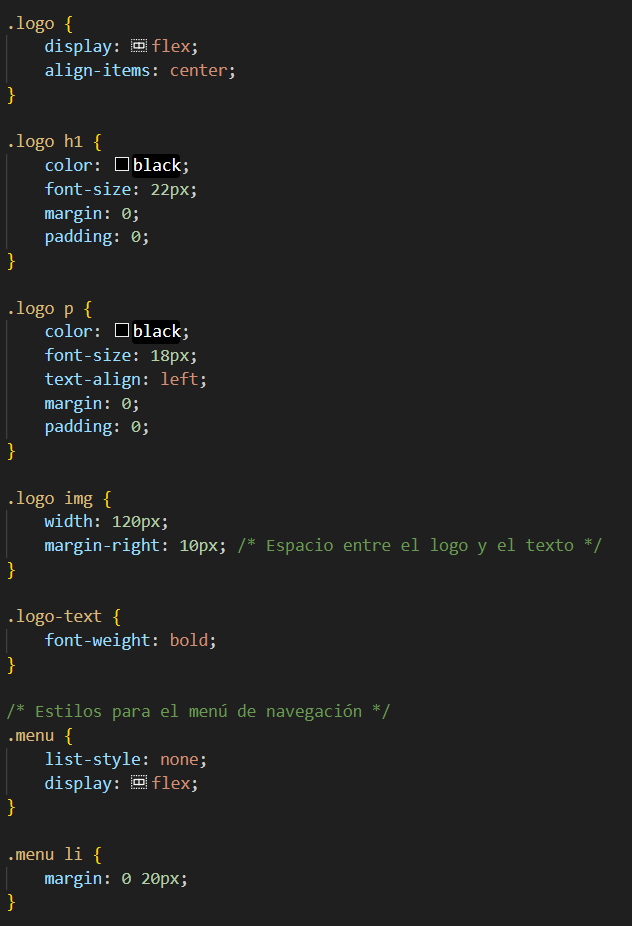 .logo {
    display: flex;
    align-items: center;
}

.logo h1 {
    color: black;
    font-size: 22px;
    margin: 0;
    padding: 0;
}

.logo p {
    color: black;
    font-size: 18px;
    text-align: left;
    margin: 0;
    padding: 0;
}

.logo img {
    width: 120px;
    margin-right: 10px; /* Espacio entre el logo y el texto */
}

.logo-text {
    font-weight: bold;
}

/* Estilos para el menú de navegación */
.menu {
    list-style: none;
    display: flex;
}

.menu li {
    margin: 0 20px;
}